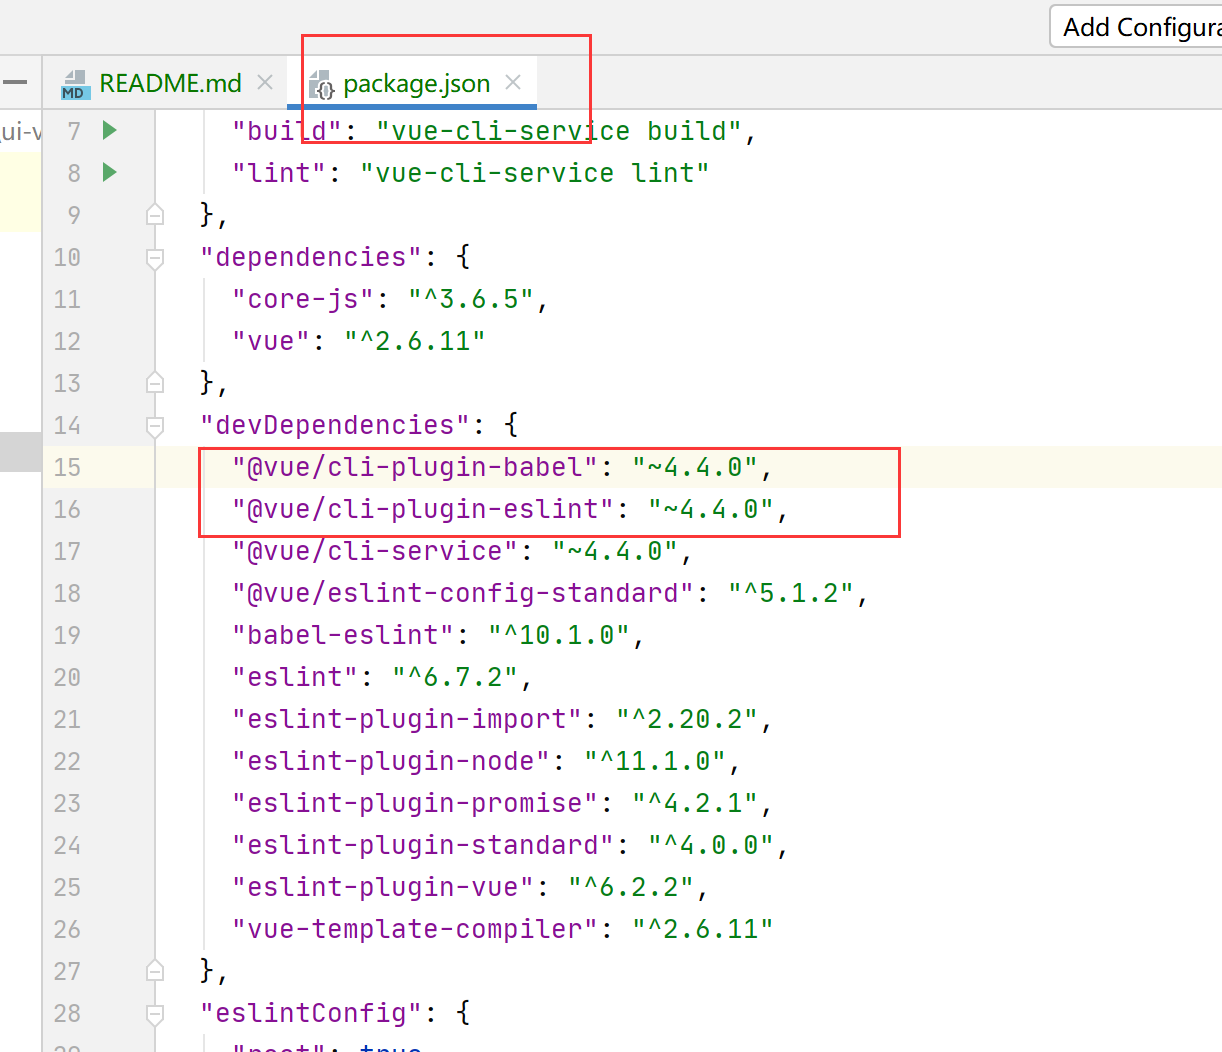 Add Configura
README.md
package.json
ui-v
7 "build": "vue-cli-service build",
8 "lint": "vue-cli-service lint"
9 },
10 "dependencies": {
11 "core-js": "^3.6.5",
12 "vue": "^2.6.11"
13 },
14 "devDependencies": {
15 "@vue/cli-plugin-babel": "~4.4.0",
16 "@vue/cli-plugin-eslint": "~4.4.0",
17 "@vue/cli-service": "~4.4.0",
18 "@vue/eslint-config-standard": "^5.1.2",
19 "babel-eslint": "^10.1.0",
20 "eslint": "^6.7.2",
21 "eslint-plugin-import": "^2.20.2",
22 "eslint-plugin-node": "^11.1.0",
23 "eslint-plugin-promise": "^4.2.1",
24 "eslint-plugin-standard": "^4.0.0",
25 "eslint-plugin-vue": "^6.2.2",
26 "vue-template-compiler": "^2.6.11"
27 },
28 "eslintConfig": {
29 "root": true